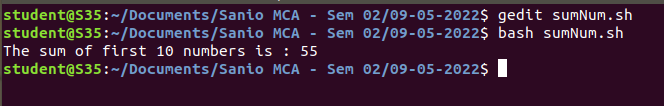 student@S35:~/Documents/Sanio MCA - Sem 02/09-05-2022$ gedit sumNum.sh
student@S35:~/Documents/Sanio MCA - Sem 02/09-05-2022$ bash sumNum.sh
The sum of first 10 numbers is : 55
student@S35:~/Documents/Sanio MCA - Sem 02/09-05-2022$